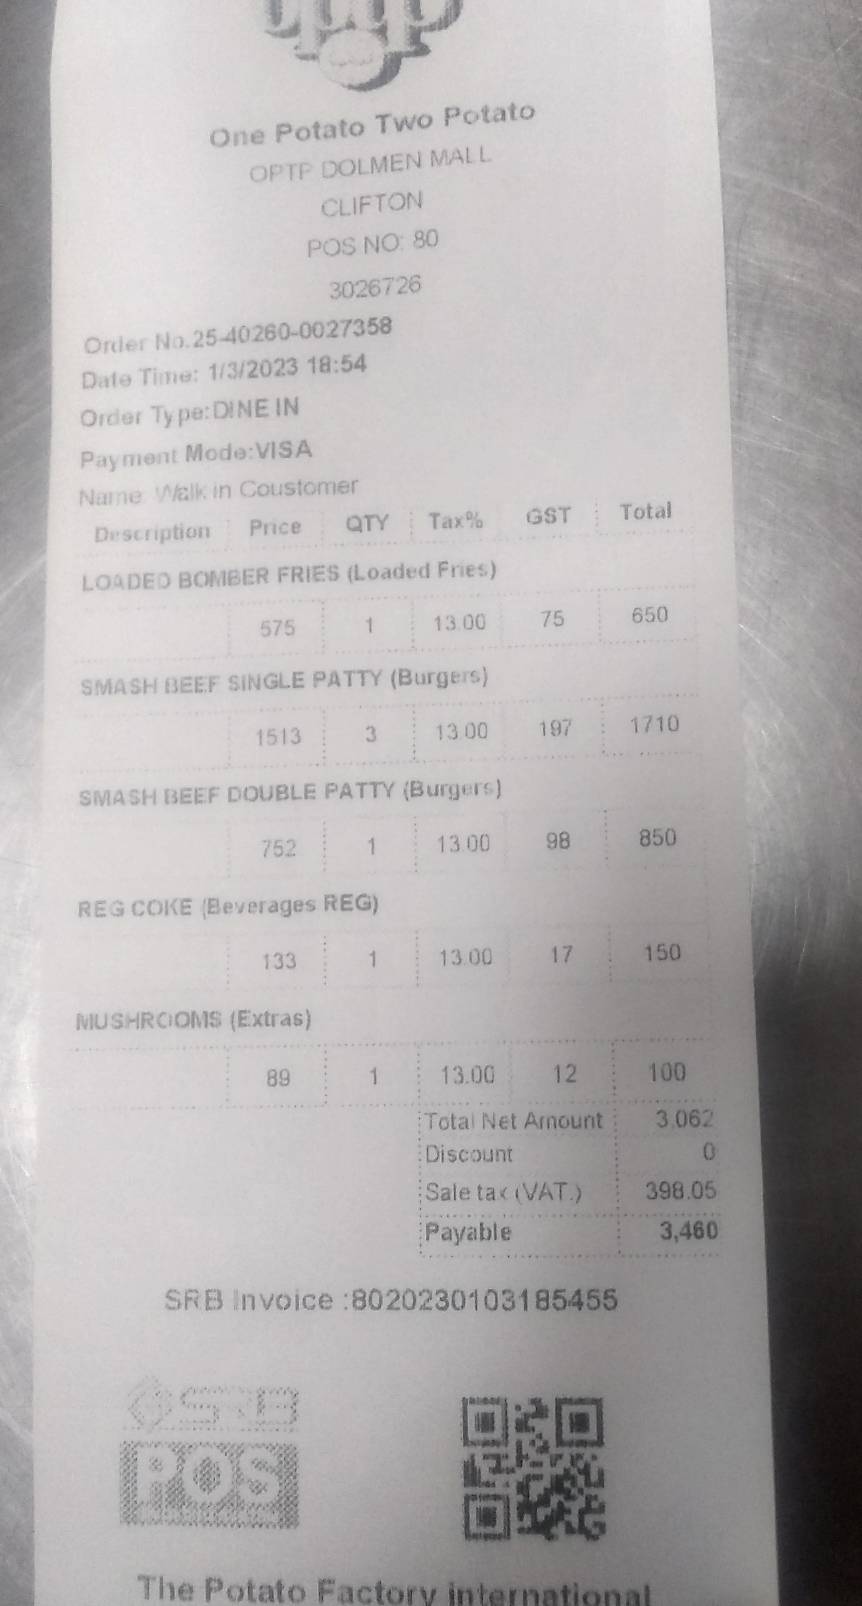 optp
One Potato Two Potato
OPTP DOLMEN MALL
CLIFTON
POS NO: 80
3026726
Order No.25-40260-0027358
Date Time: 1/3/2023 18:54
Order Type:DINE IN
Payment Mode:VISA
Name: Walk in Coustomer
Description Price QTY Tax% GST Total
LOADED BOMBER FRIES (Loaded Fries)
575 1 13.00 75 650
SMASH BEEF SINGLE PATTY (Burgers)
1513 3 13.00 197 1710
SMASH BEEF DOUBLE PATTY (Burgers)
752 1 13.00 98 850
REG COKE (Beverages REG)
133 1 13.00 17 150
MUSHROOMS (Extras)
89 1 13.00 12 100
Total Net Amount 3,062
Discount 0
Sale tax (VAT.) 398.05
Payable 3,460
SRB Invoice :8020230103185455
SRB
POS
The Potato Factory international